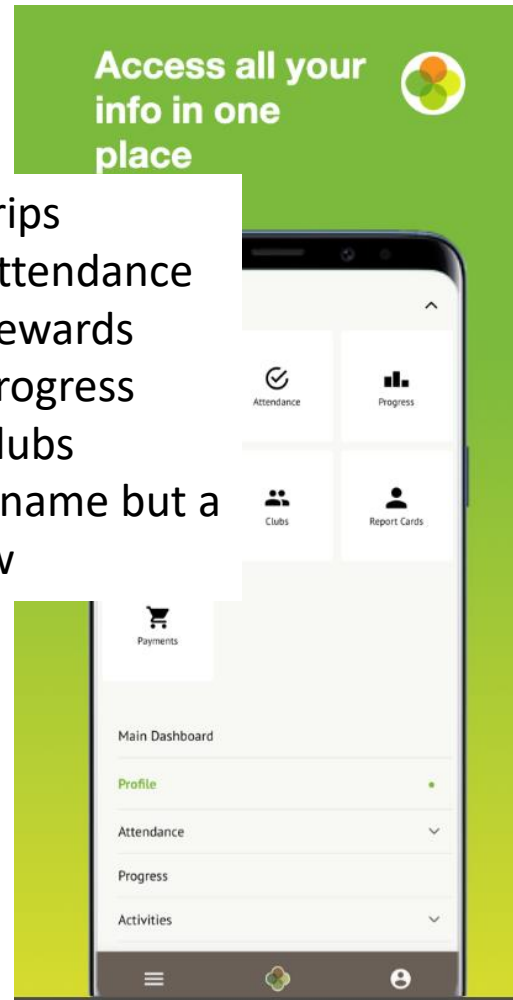 Access all your
info in one
place
rips
ttendance
ewards
rogress
lubs
name but a
w
Attendance
Progress
Clubs
Report Cards
Payments
Main Dashboard
Profile
Attendance
Progress
Activities